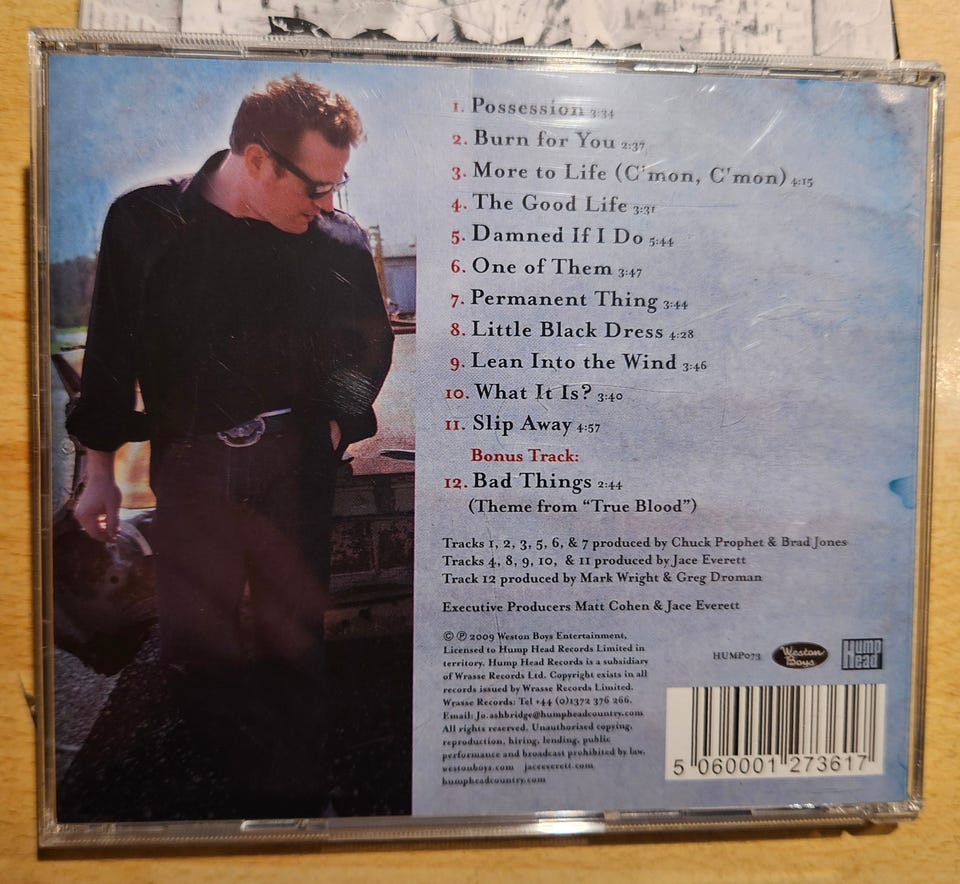 1. Possession 3:34
2. Burn for You 2:37
3. More to Life (C'mon, C'mon) 4:15
4. The Good Life 3:31
5. Damned If I Do 5:44
6. One of Them 3:47
7. Permanent Thing 3:44
8. Little Black Dress 4:28
9. Lean Into the Wind 3:46
10. What It Is? 3:40
11. Slip Away 4:57
Bonus Track:
12. Bad Things 2:44
(Theme from “True Blood”)
Tracks 1, 2, 3, 5, 6, & 7 produced by Chuck Prophet & Brad Jones
Tracks 4, 8, 9, 10, & 11 produced by Jace Everett
Track 12 produced by Mark Wright & Greg Droman
Executive Producers Matt Cohen & Jace Everett
© ℗ 2009 Weston Boys Entertainment,
Licensed to Hump Head Records Limited in
territory. Hump Head Records is a subsidiary
of Wrasse Records Ltd. Copyright exists in all
records issued by Wrasse Records Limited.
Wrasse Records: Tel +44 (0)1372 376 266.
Email: Jo.ashbridge@humpheadcountry.com
All rights reserved. Unauthorised copying,
reproduction, hiring, lending, public
performance and broadcast prohibited by law.
westonboys.com jaceeverett.com
humpheadcountry.com
HUMP073
Weston
Boys
Hump
Head
5 060001 273617